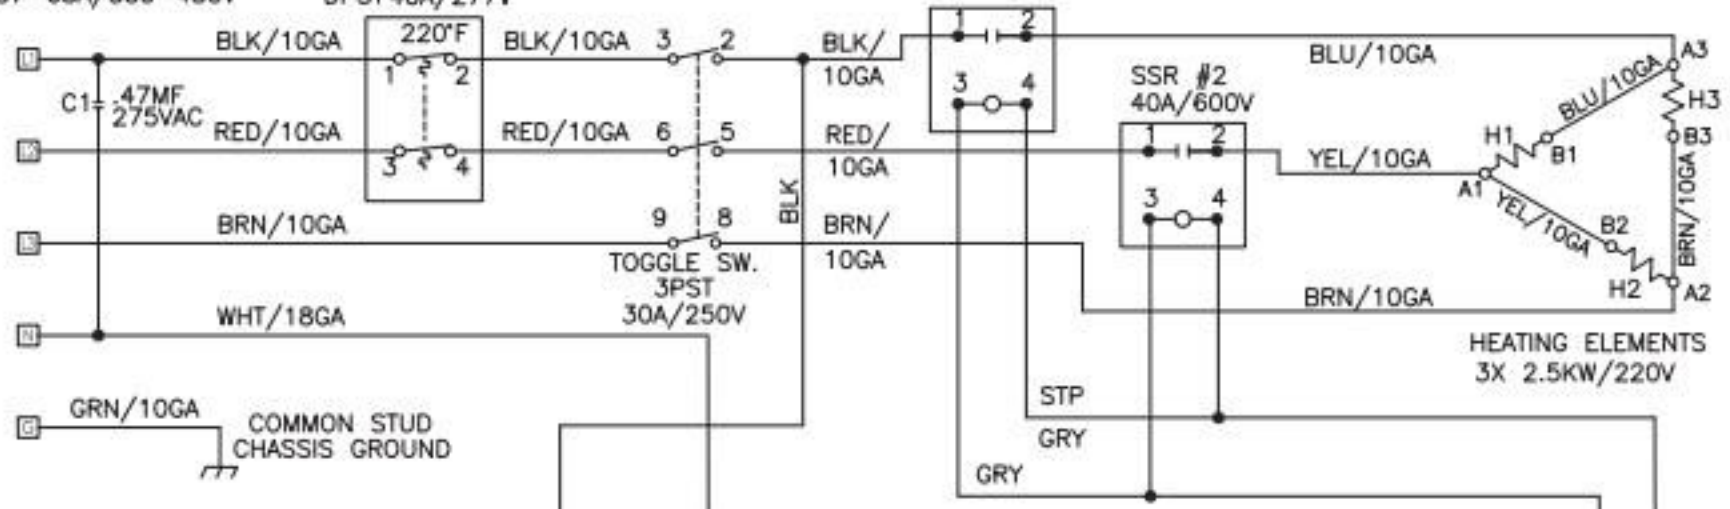 L1
BLK/10GA
220°F
1
2
BLK/10GA
3
2
BLK/
10GA
1
2
3
4
BLU/10GA
A3
BLU/10GA
H3
B3
C1
.47MF
275VAC
SSR #2
40A/600V
RED/10GA
3
4
RED/10GA
6
5
RED/
10GA
1
2
3
4
YEL/10GA
H1
B1
A1
YEL/10GA
B2
BRN/10GA
H2
A2
BLK
BRN/10GA
9
8
BRN/
10GA
TOGGLE SW.
3PST
30A/250V
BRN/10GA
N
WHT/18GA
HEATING ELEMENTS
3X 2.5KW/220V
G
GRN/10GA
COMMON STUD
CHASSIS GROUND
STP
GRY
GRY